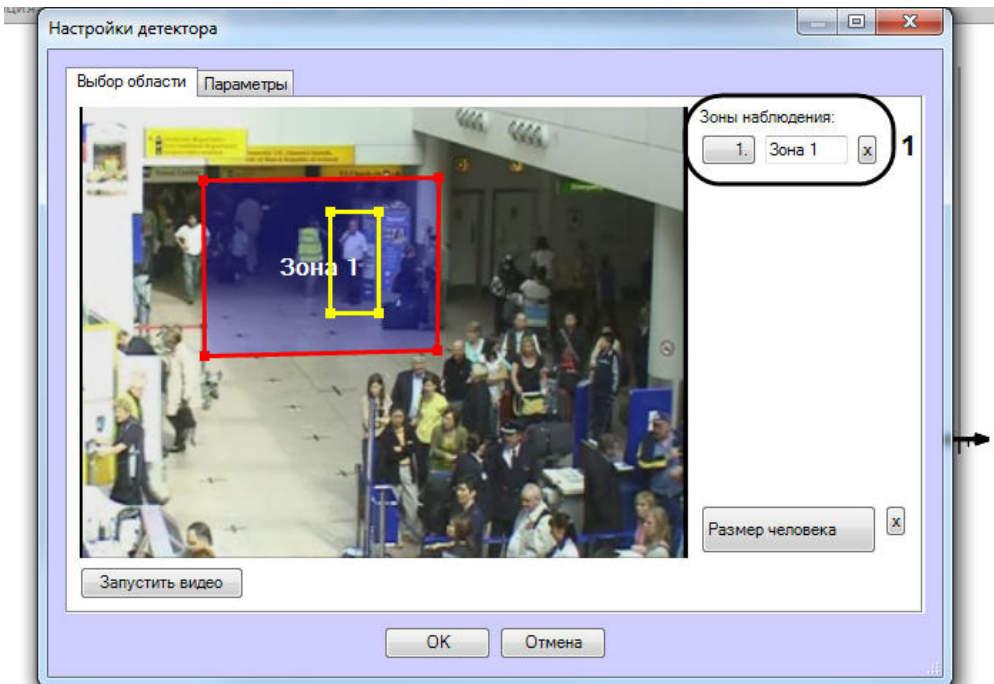 Настройки детектора
Выбор области Параметры
Зоны наблюдения:
1. Зона 1 x 1
Зона 1
Размер человека x
Запустить видео
OK Отмена